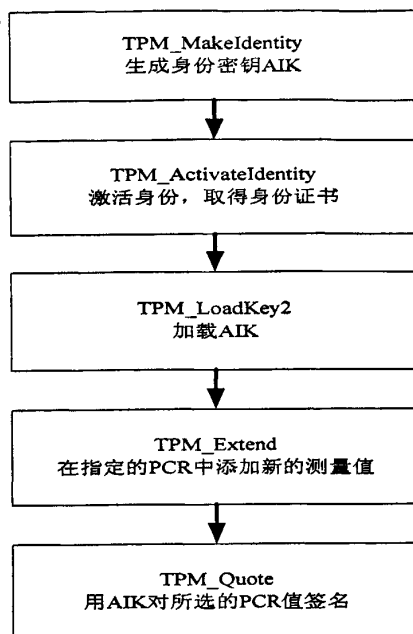 TPM_MakeIdentity
生成身份密钥AIK
TPM_ActivateIdentity
激活身份，取得身份证书
TPM_LoadKey2
加载AIK
TPM_Extend
在指定的PCR中添加新的测量值
TPM_Quote
用AIK对所选的PCR值签名